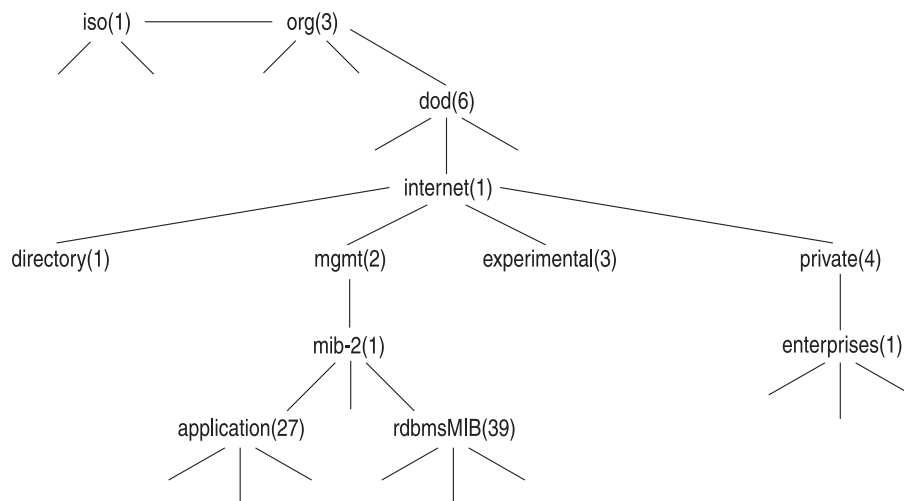 iso(1) org(3)
dod(6)
internet(1)
directory(1) mgmt(2) experimental(3) private(4)
mib-2(1) enterprises(1)
application(27) rdbmsMIB(39)